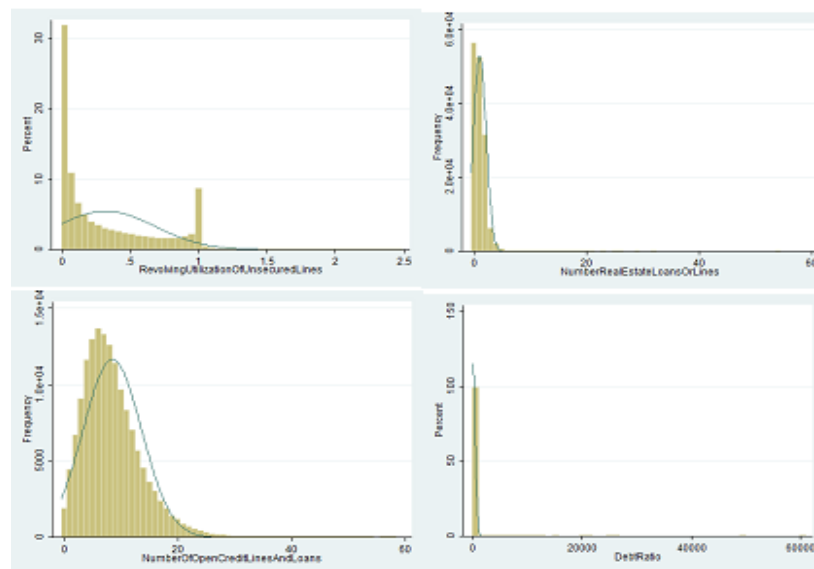 30
20
10
0
Percent
0
.5
1
1.5
2
2.5
RevolvingUtilizationOfUnsecuredLines
6.0e+04
4.0e+04
2.0e+04
0
Frequency
0
20
40
60
NumberRealEstateLoansOrLines
1.5e+04
1.0e+04
5000
0
Frequency
0
20
40
60
NumberOfOpenCreditLinesAndLoans
150
100
50
0
Percent
0
20000
40000
60000
DebtRatio